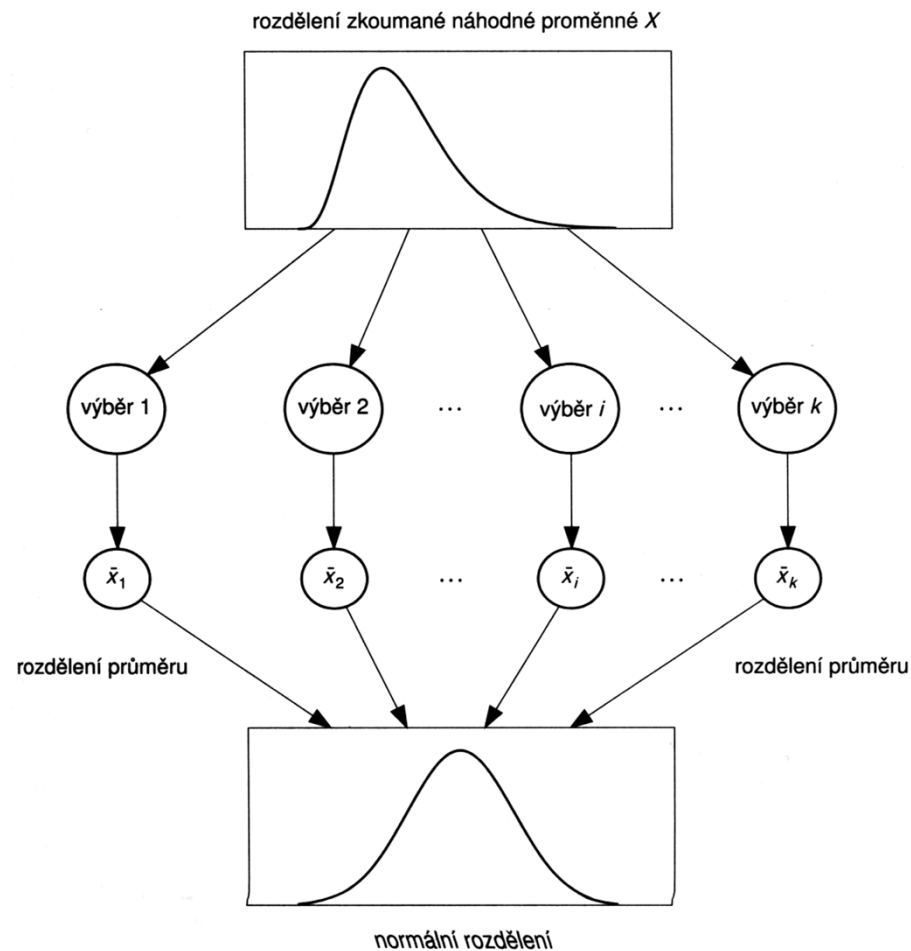 rozdělení zkoumané náhodné proměnné X
výběr 1
výběr 2
...
výběr i
...
výběr k
x̄₁
x̄₂
...
x̄ᵢ
...
x̄ₖ
rozdělení průměru
rozdělení průměru
normální rozdělení